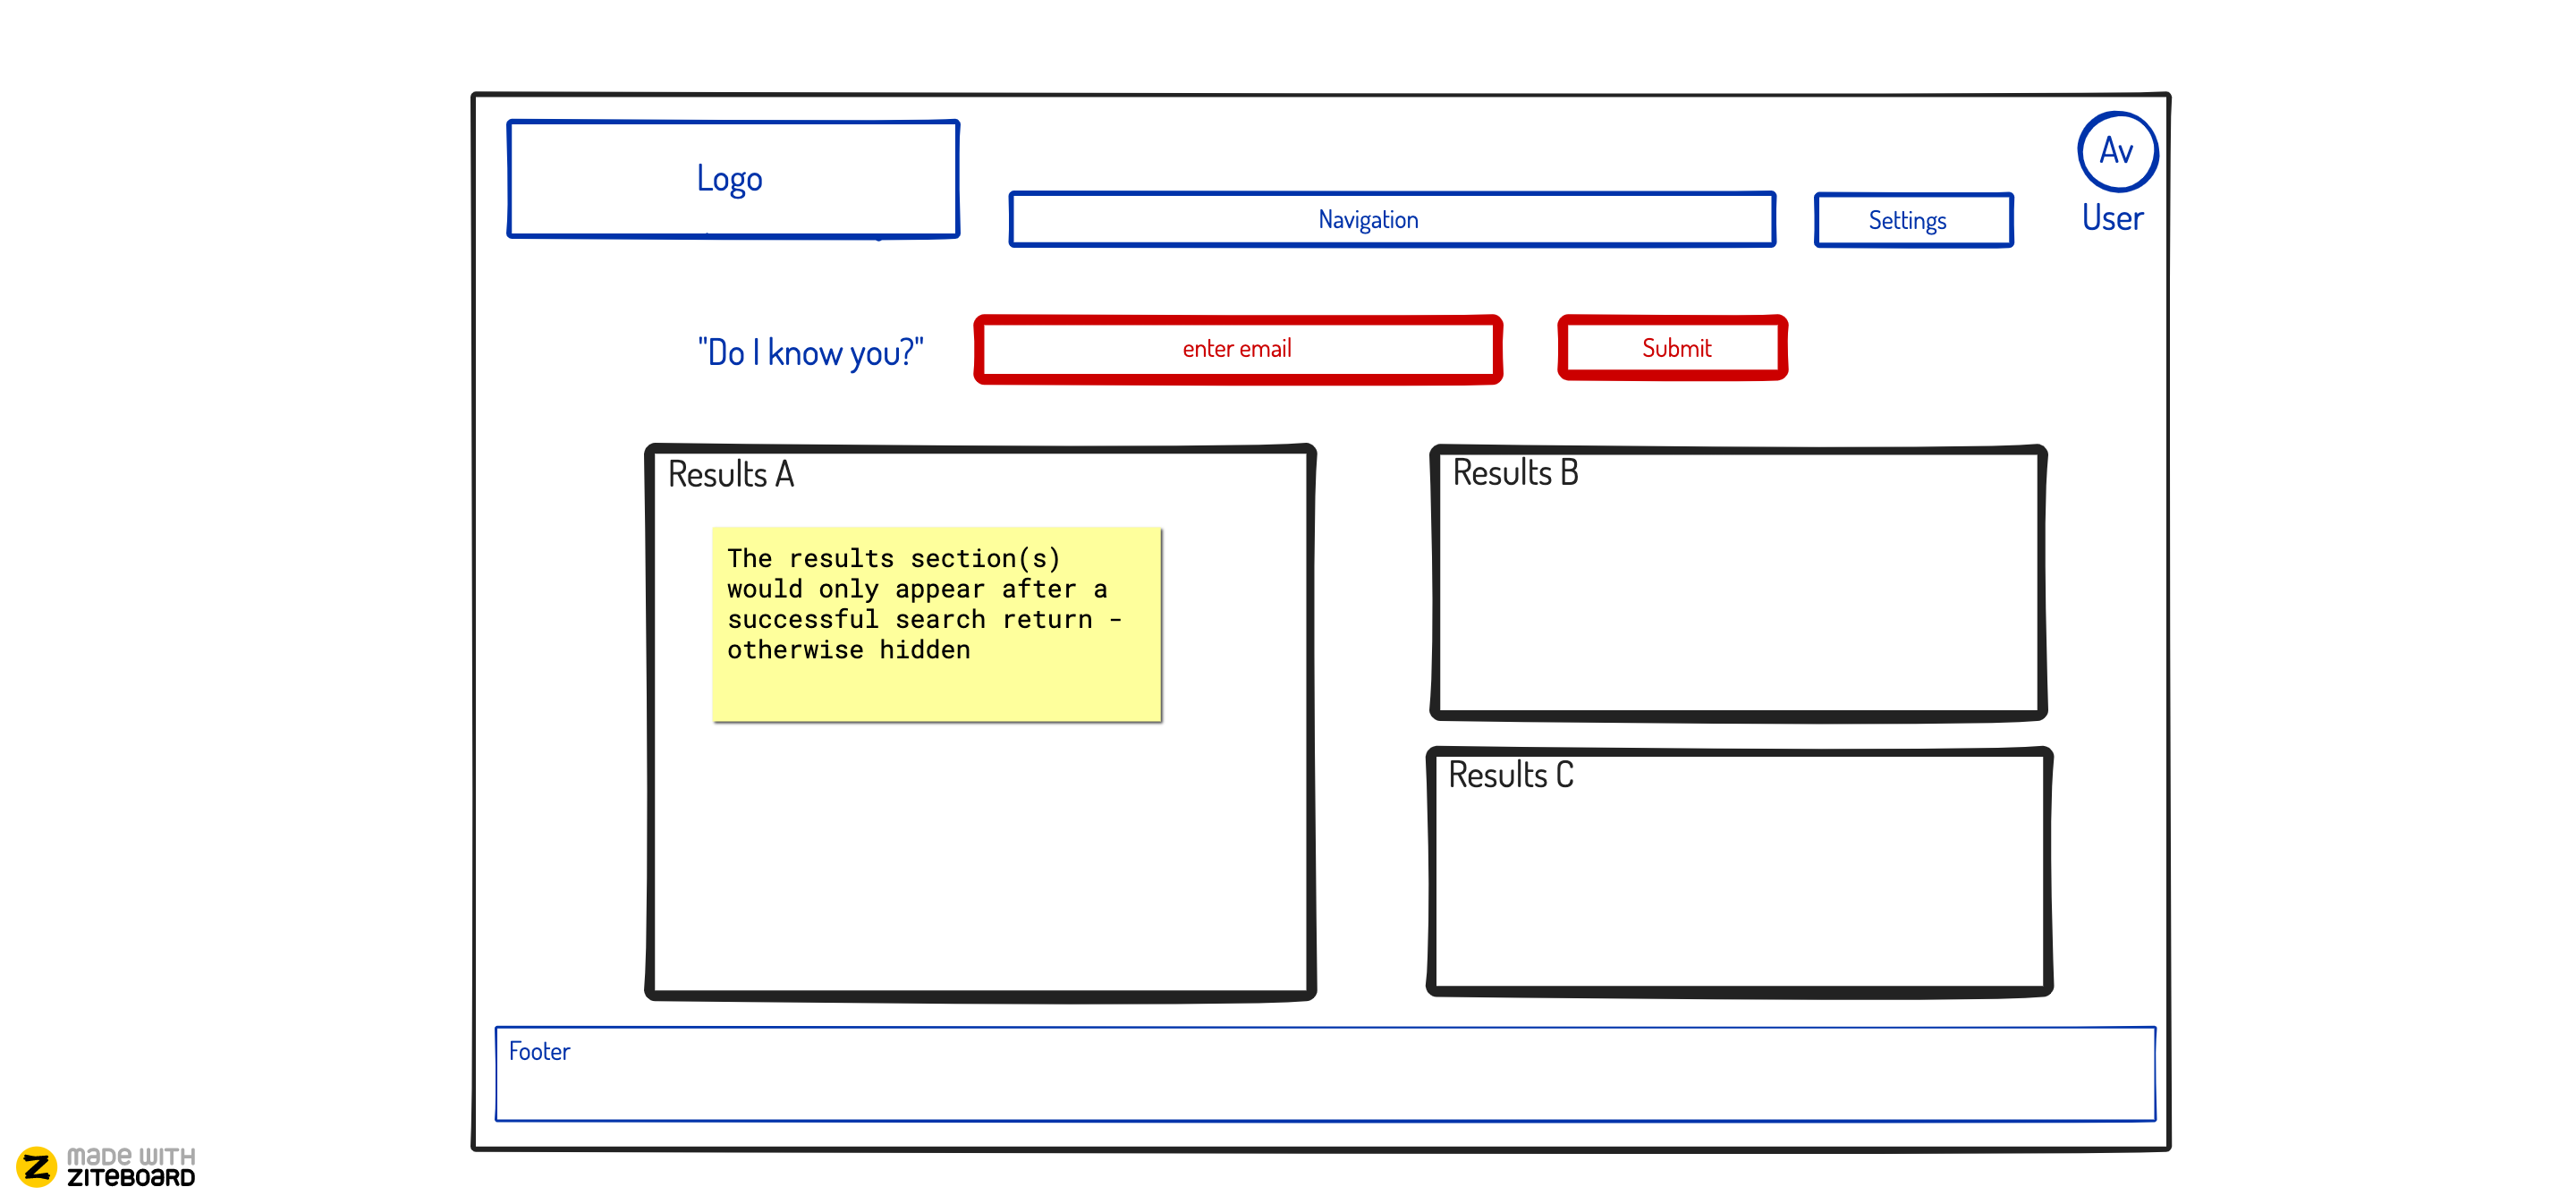 Logo
Av
Navigation
Settings
User
"Do I know you?"
enter email
Submit
Results A
The results section(s)
would only appear after a
successful search return -
otherwise hidden
Results B
Results C
Footer
MADE WITH
ZITEBOARD